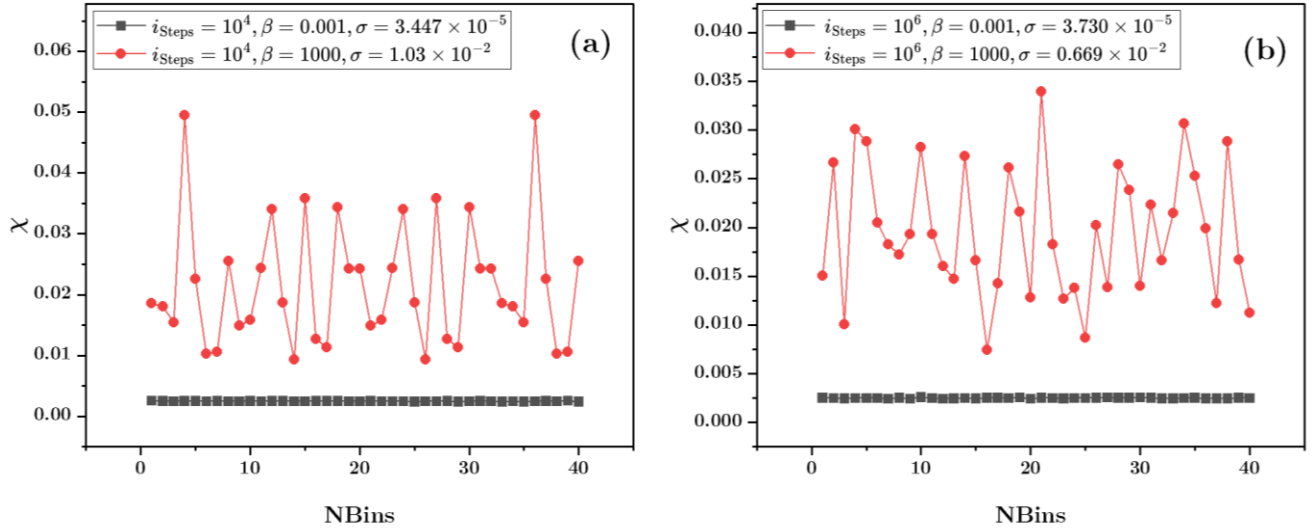 i_Steps = 10^4, β = 0.001, σ = 3.447 × 10^−5
i_Steps = 10^4, β = 1000, σ = 1.03 × 10^−2
(a)
0.06
0.05
0.04
0.03
0.02
0.01
0.00
χ
0 10 20 30 40
NBins
i_Steps = 10^6, β = 0.001, σ = 3.730 × 10^−5
i_Steps = 10^6, β = 1000, σ = 0.669 × 10^−2
(b)
0.040
0.035
0.030
0.025
0.020
0.015
0.010
0.005
0.000
χ
0 10 20 30 40
NBins